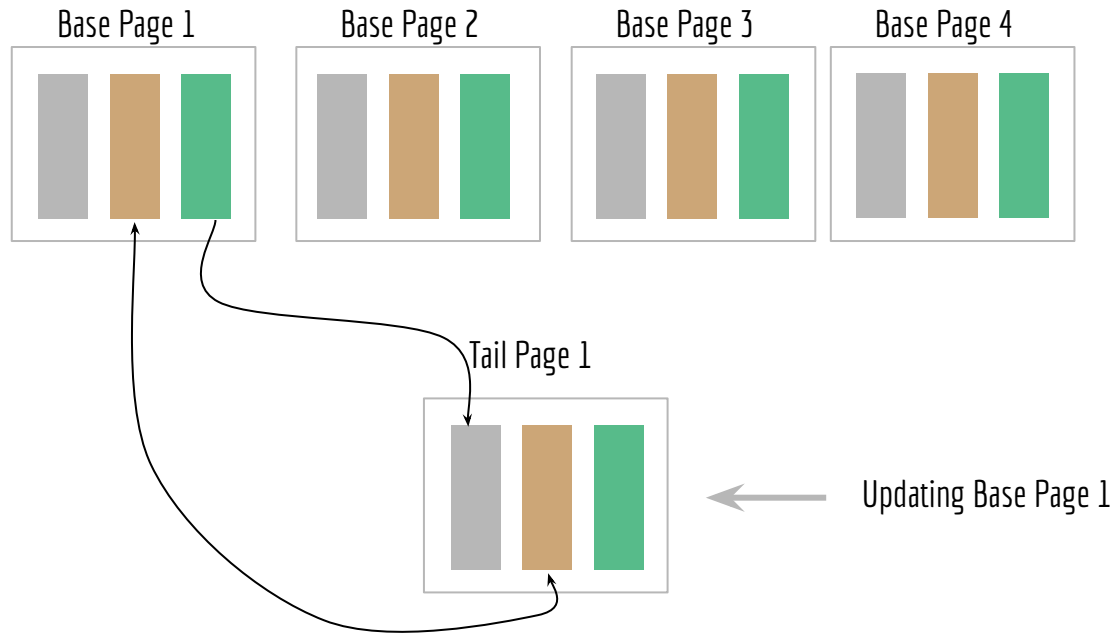 Base Page 1
Base Page 2
Base Page 3
Base Page 4
Tail Page 1
Updating Base Page 1